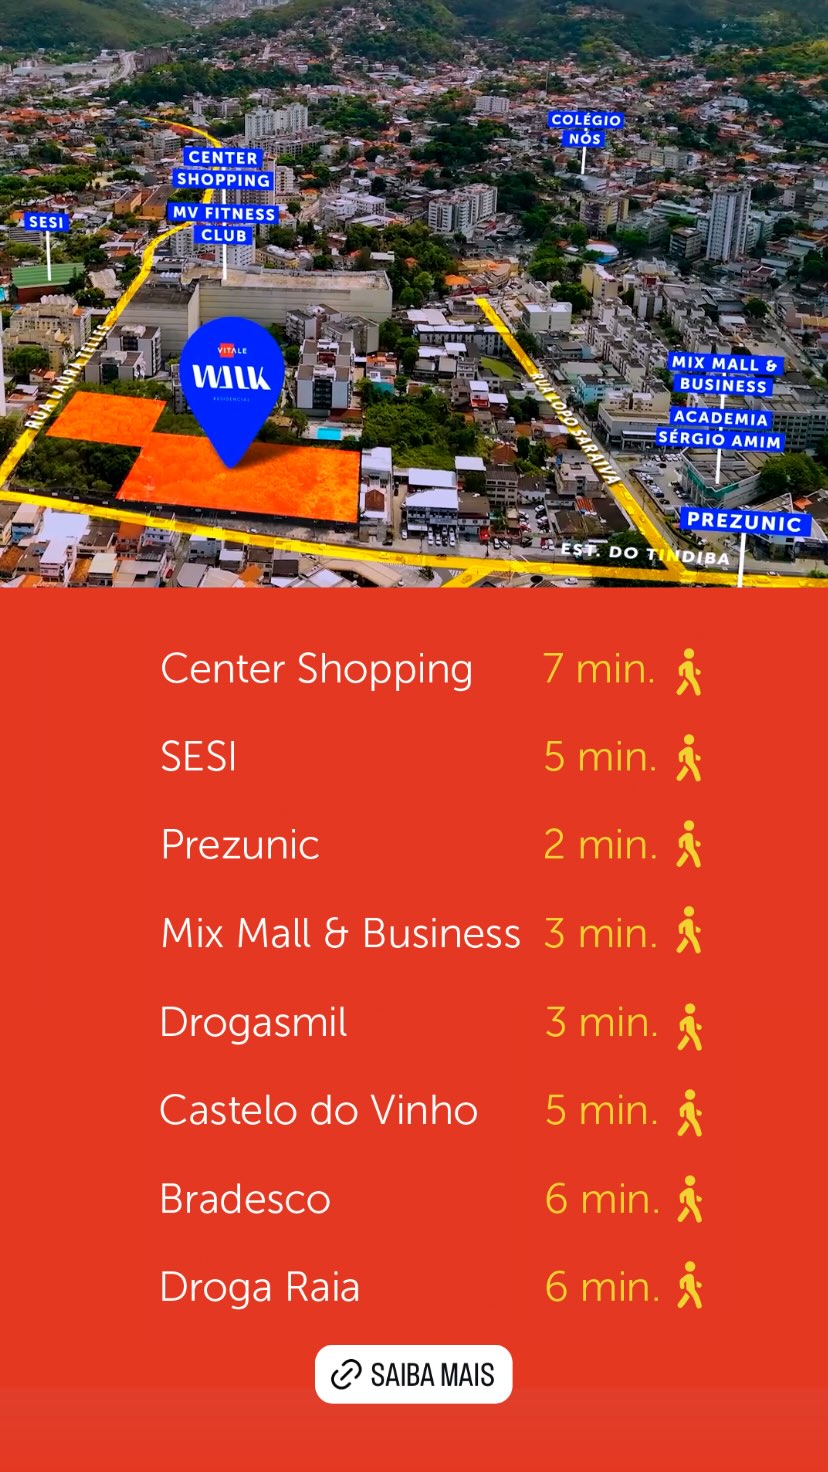 COLÉGIO
NÓS
CENTER
SHOPPING
MV FITNESS
CLUB
SESI
VITALE
WALK
RESIDENCIAL
RUA LAURA TELES
RUA LOPO SARAIVA
MIX MALL &
BUSINESS
ACADEMIA
SÉRGIO AMIM
PREZUNIC
EST. DO TINDIBA
Center Shopping 7 min.
SESI 5 min.
Prezunic 2 min.
Mix Mall & Business 3 min.
Drogasmil 3 min.
Castelo do Vinho 5 min.
Bradesco 6 min.
Droga Raia 6 min.
SAIBA MAIS